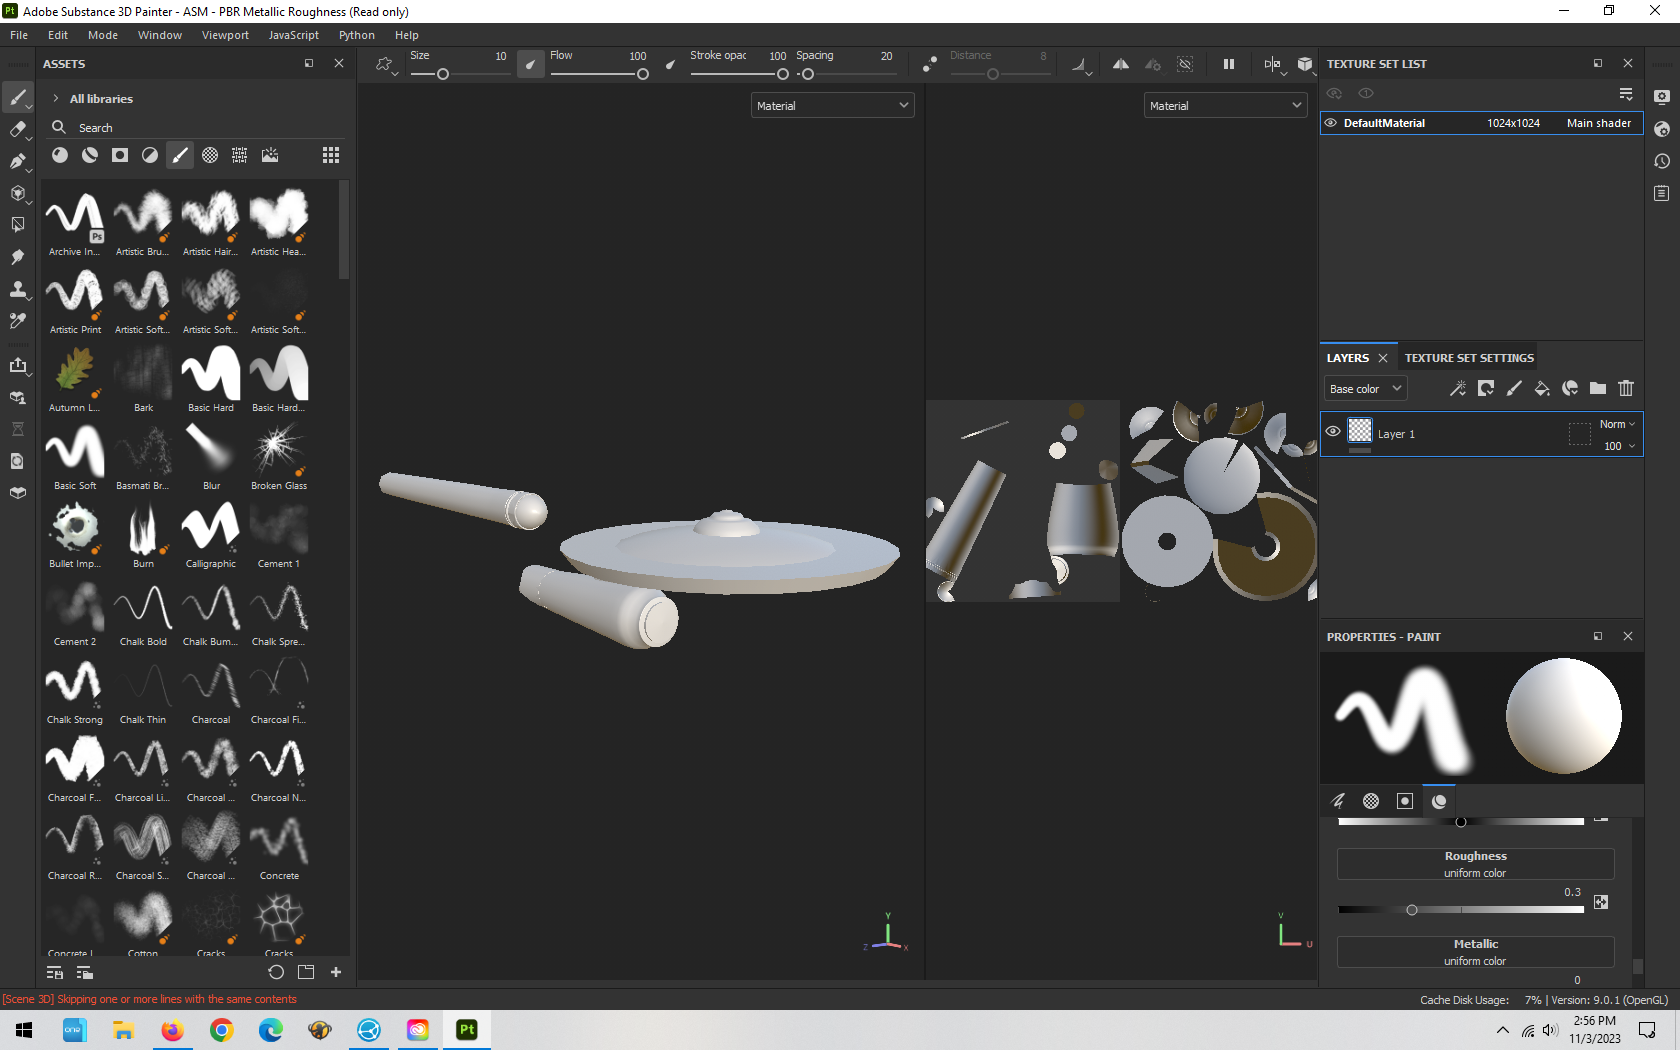 Pt Adobe Substance 3D Painter - ASM - PBR Metallic Roughness (Read only)
File Edit Mode Window Viewport JavaScript Python Help
ASSETS
Size 10 Flow 100 Stroke opac 100 Spacing 20 Distance 8
TEXTURE SET LIST
All libraries
Search
Material
Material
DefaultMaterial 1024x1024 Main shader
Ps
Archive In... Artistic Bru... Artistic Hair... Artistic Hea...
Artistic Print Artistic Soft... Artistic Soft... Artistic Soft...
Autumn L... Bark Basic Hard Basic Hard...
Basic Soft Basmati Br... Blur Broken Glass
Bullet Imp... Burn Calligraphic Cement 1
Cement 2 Chalk Bold Chalk Bum... Chalk Spre...
Chalk Strong Chalk Thin Charcoal Charcoal Fi...
Charcoal F... Charcoal Li... Charcoal ... Charcoal N...
Charcoal R... Charcoal S... Charcoal ... Concrete
Concrete l... Cotton Cracks Cracks
Y
Z X
V
U
LAYERS TEXTURE SET SETTINGS
Base color
Layer 1 Norm
100
PROPERTIES - PAINT
Roughness
uniform color
0.3
Metallic
uniform color
0
[Scene 3D] Skipping one or more lines with the same contents
Cache Disk Usage: 7% | Version: 9.0.1 (OpenGL)
one
Pt
2:56 PM
11/3/2023